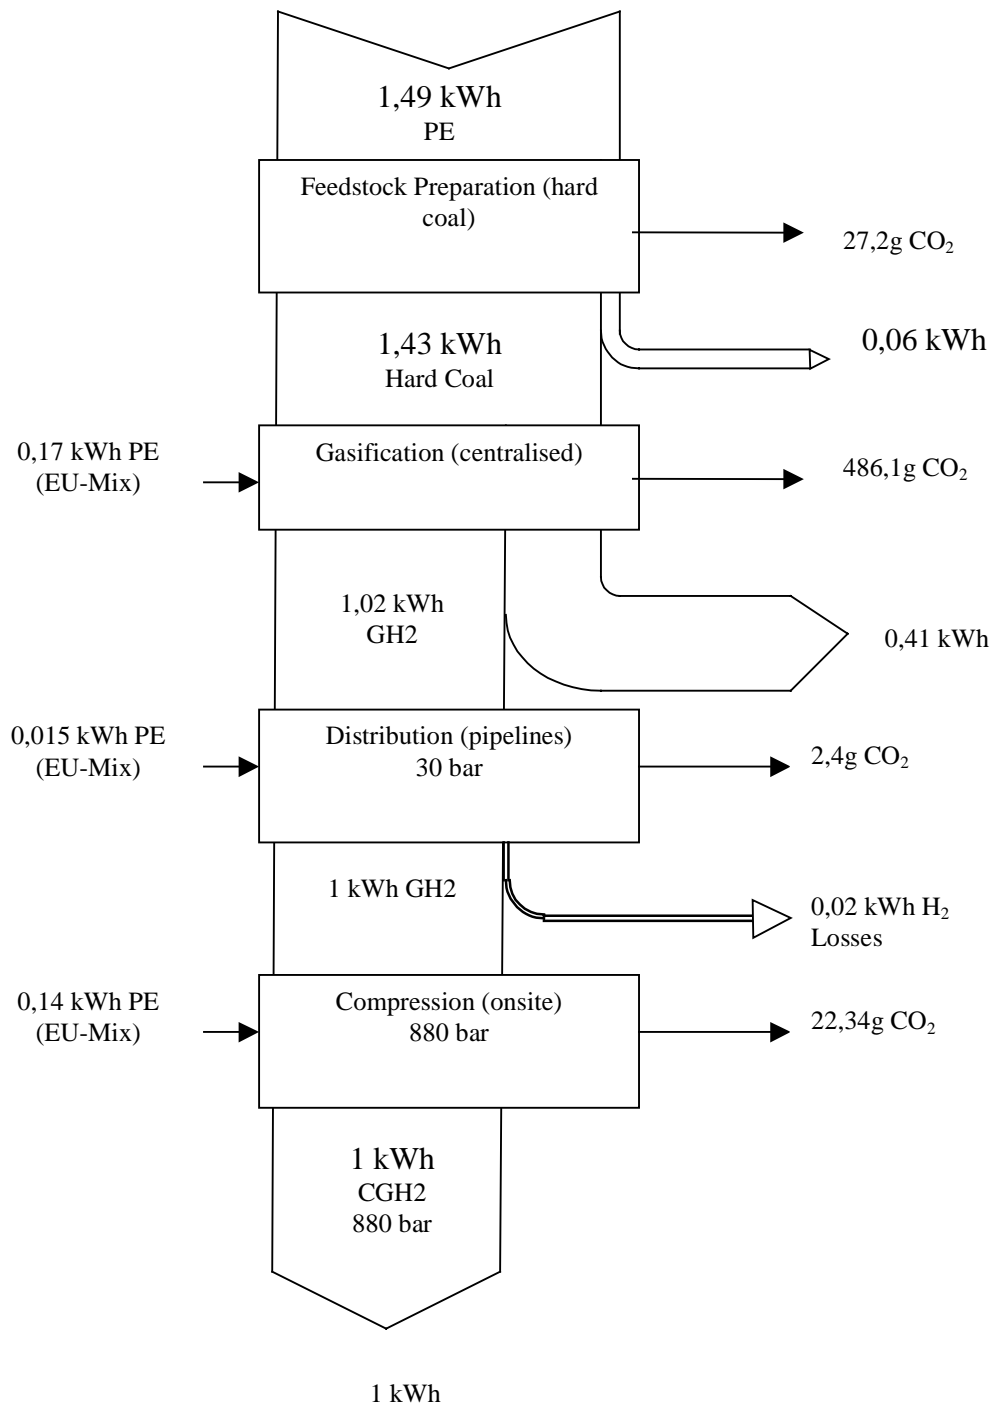 1,49 kWh
PE
Feedstock Preparation (hard
coal)
27,2g CO₂
1,43 kWh
Hard Coal
0,06 kWh
0,17 kWh PE
(EU-Mix)
Gasification (centralised)
486,1g CO₂
1,02 kWh
GH2
0,41 kWh
0,015 kWh PE
(EU-Mix)
Distribution (pipelines)
30 bar
2,4g CO₂
1 kWh GH2
0,02 kWh H₂
Losses
0,14 kWh PE
(EU-Mix)
Compression (onsite)
880 bar
22,34g CO₂
1 kWh
CGH2
880 bar
1 kWh